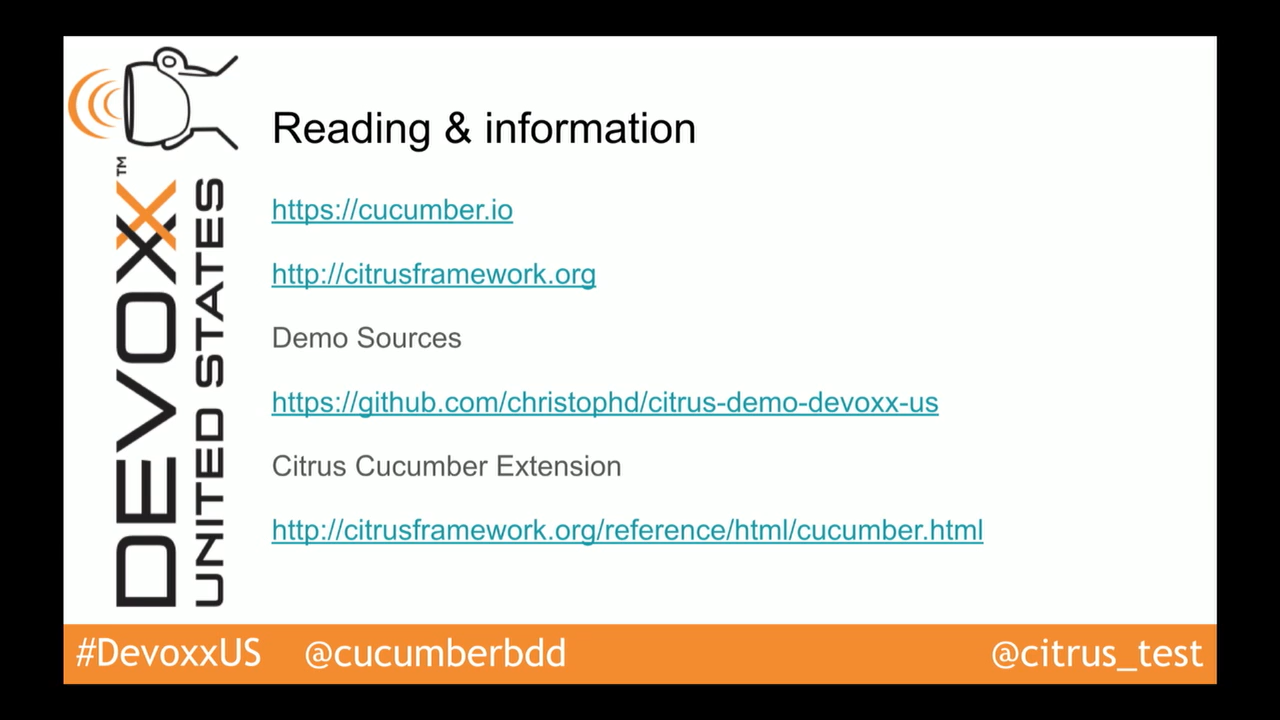 DEVOXX™
UNITED STATES
Reading & information
https://cucumber.io
http://citrusframework.org
Demo Sources
https://github.com/christophd/citrus-demo-devoxx-us
Citrus Cucumber Extension
http://citrusframework.org/reference/html/cucumber.html
#DevoxxUS @cucumberbdd @citrus_test